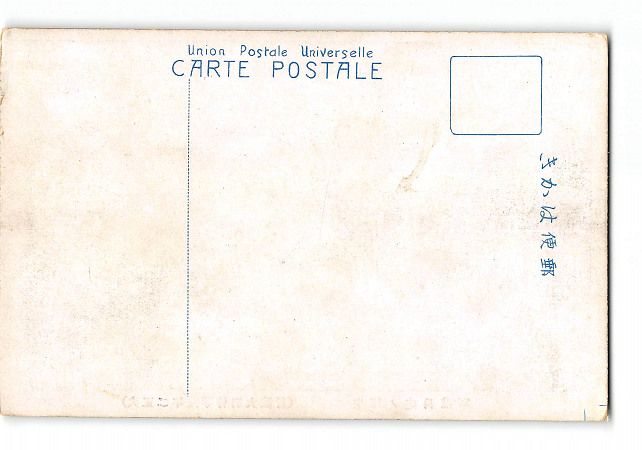 Union Postale Universelle
CARTE POSTALE
きかは便郵